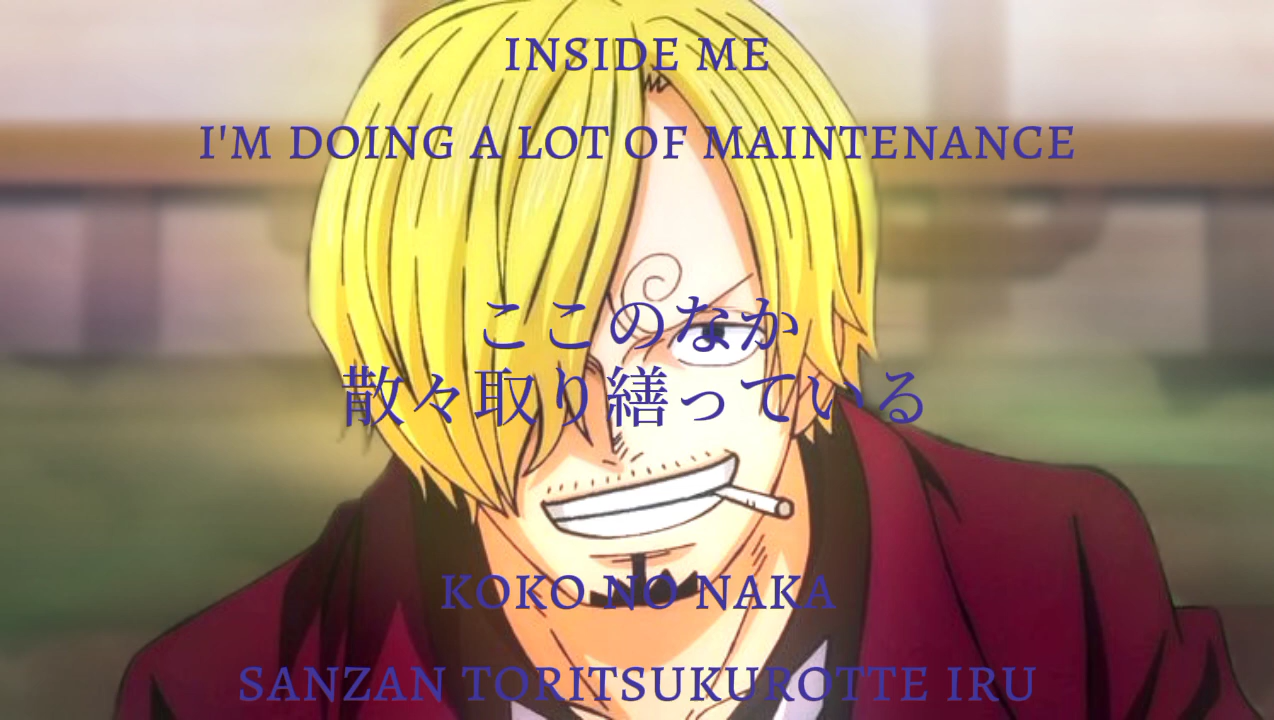 INSIDE ME
I'M DOING A LOT OF MAINTENANCE
ここのなか
散々取り繕っている
KOKO NO NAKA
SANZAN TORITSUKUROTTE IRU